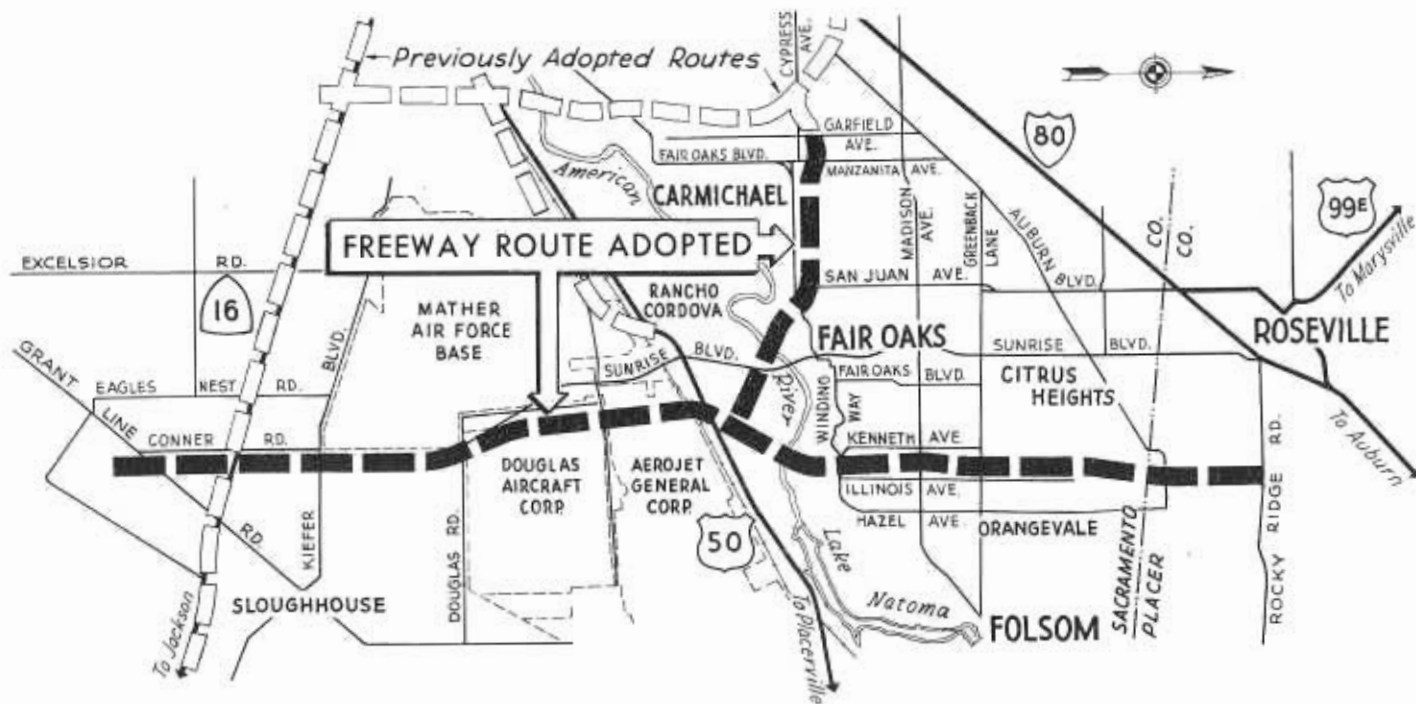 Previously Adopted Routes
CYPRESS
AVE.
80
99E
To Marysville
GARFIELD
AVE.
FAIR OAKS BLVD.
MANZANITA AVE.
American
CARMICHAEL
MADISON
AVE.
GREENBACK
LANE
AUBURN BLVD.
CO.
CO.
FREEWAY ROUTE ADOPTED
EXCELSIOR RD.
16
SAN JUAN AVE.
RANCHO
CORDOVA
MATHER
AIR FORCE
BASE
BLVD.
FAIR OAKS
ROSEVILLE
SUNRISE BLVD.
SUNRISE BLVD.
GRANT
LINE
RD.
EAGLES NEST RD.
River
WINDING
WAY
FAIR OAKS BLVD.
CITRUS
HEIGHTS
To Auburn
CONNER RD.
KENNETH AVE.
DOUGLAS
AIRCRAFT
CORP.
AEROJET
GENERAL
CORP.
ILLINOIS AVE.
HAZEL AVE.
ORANGEVALE
ROCKY RIDGE RD.
KIEFER
DOUGLAS RD.
50
Lake
Natoma
SLOUGHHOUSE
To Jackson
To Placerville
FOLSOM
SACRAMENTO
PLACER